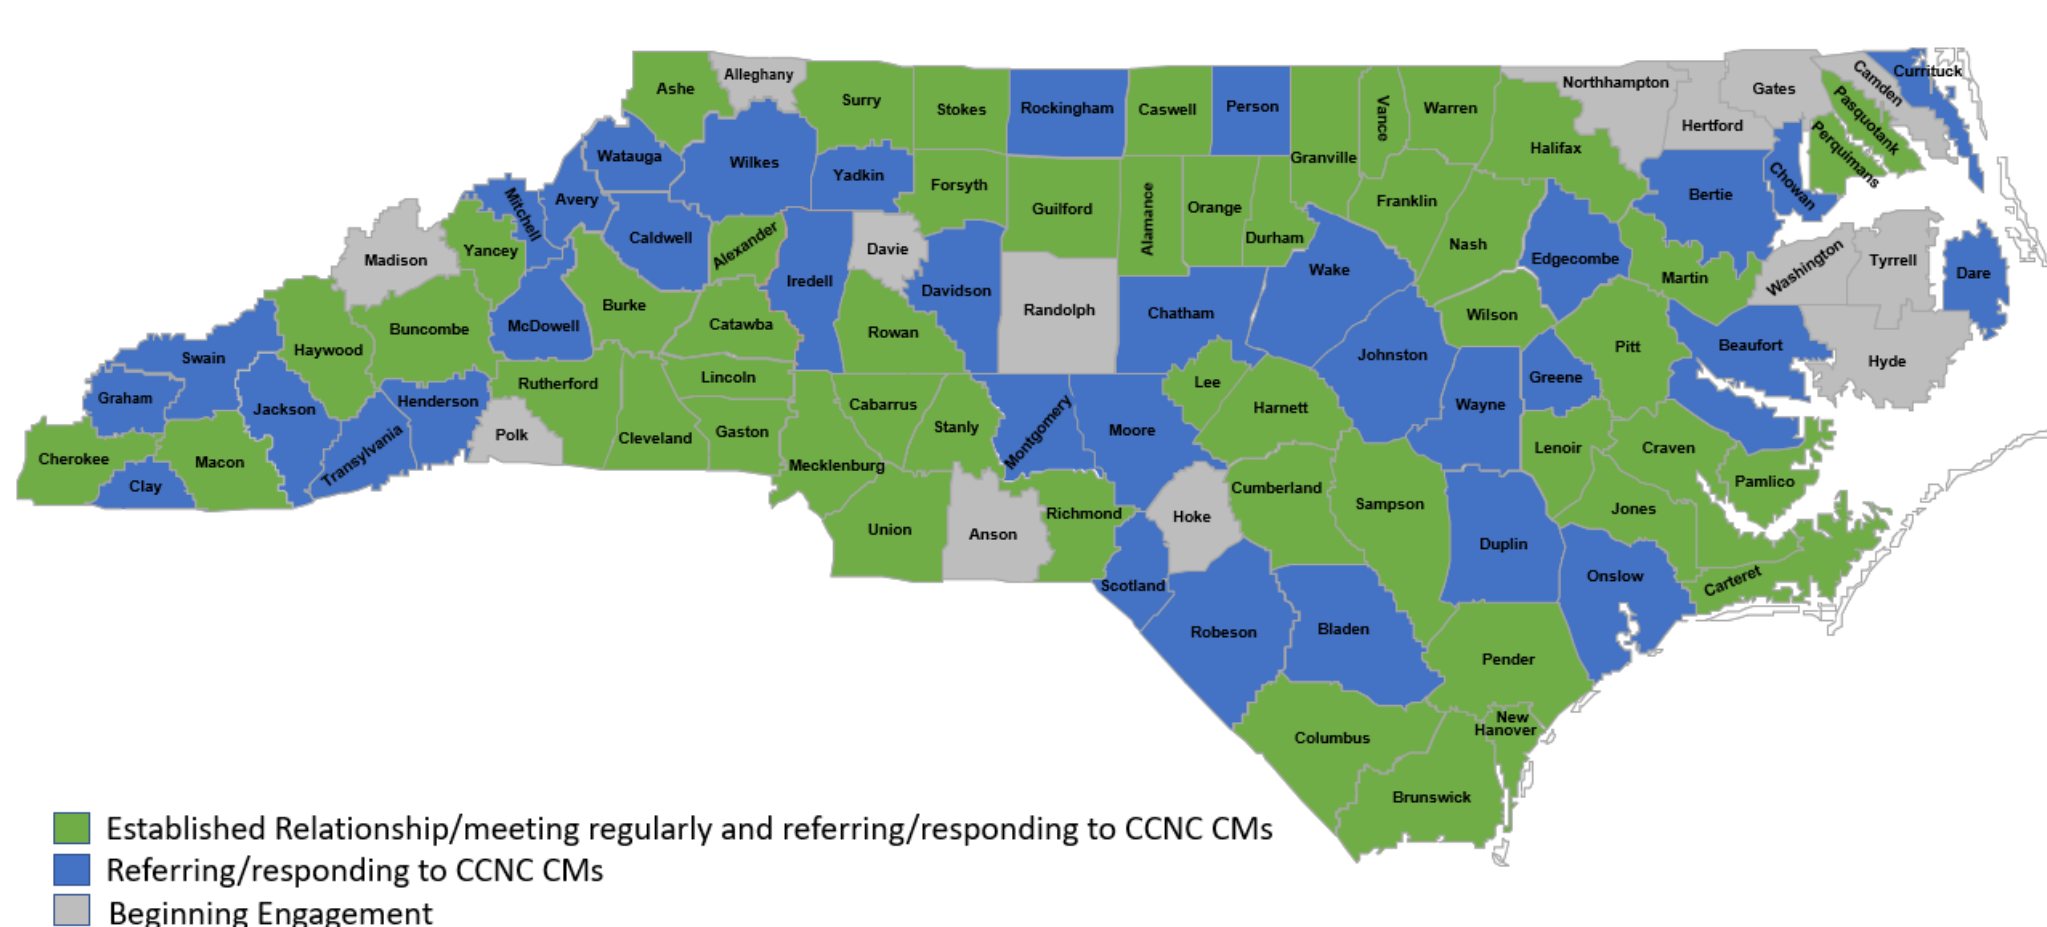 Ashe
Alleghany
Surry
Stokes
Rockingham
Caswell
Person
Granville
Vance
Warren
Northhampton
Halifax
Hertford
Gates
Camden
Currituck
Pasquotank
Perquimans
Chowan
Bertie
Watauga
Wilkes
Yadkin
Forsyth
Guilford
Alamance
Orange
Durham
Franklin
Nash
Edgecombe
Martin
Washington
Tyrrell
Dare
Mitchell
Avery
Caldwell
Alexander
Iredell
Davie
Davidson
Randolph
Chatham
Wake
Johnston
Wilson
Pitt
Beaufort
Hyde
Madison
Yancey
McDowell
Burke
Catawba
Rowan
Buncombe
Haywood
Swain
Graham
Jackson
Henderson
Transylvania
Polk
Rutherford
Cleveland
Lincoln
Gaston
Cabarrus
Stanly
Mecklenburg
Montgomery
Moore
Lee
Harnett
Wayne
Greene
Lenoir
Craven
Pamlico
Cherokee
Clay
Macon
Union
Anson
Richmond
Hoke
Cumberland
Sampson
Duplin
Jones
Onslow
Carteret
Scotland
Robeson
Bladen
Pender
New
Hanover
Columbus
Brunswick
Established Relationship/meeting regularly and referring/responding to CCNC CMs
Referring/responding to CCNC CMs
Beginning Engagement